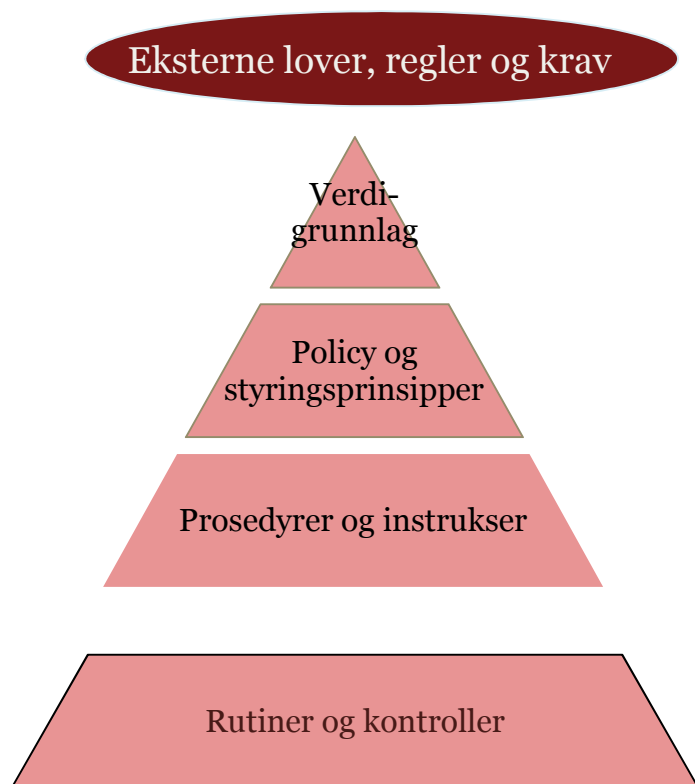 Eksterne lover, regler og krav
Verdi-
grunnlag
Policy og
styringsprinsipper
Prosedyrer og instrukser
Rutiner og kontroller